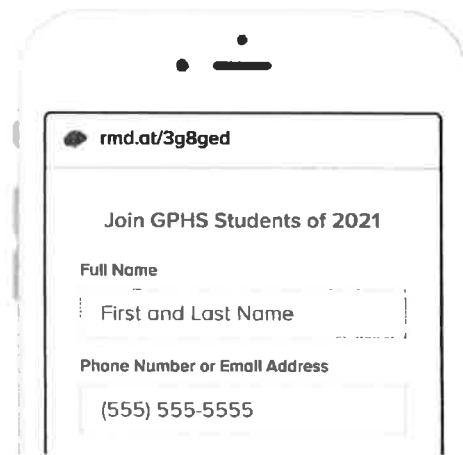 rmd.at/3g8ged
Join GPHS Students of 2021
Full Name
First and Last Name
Phone Number or Email Address
(555) 555-5555